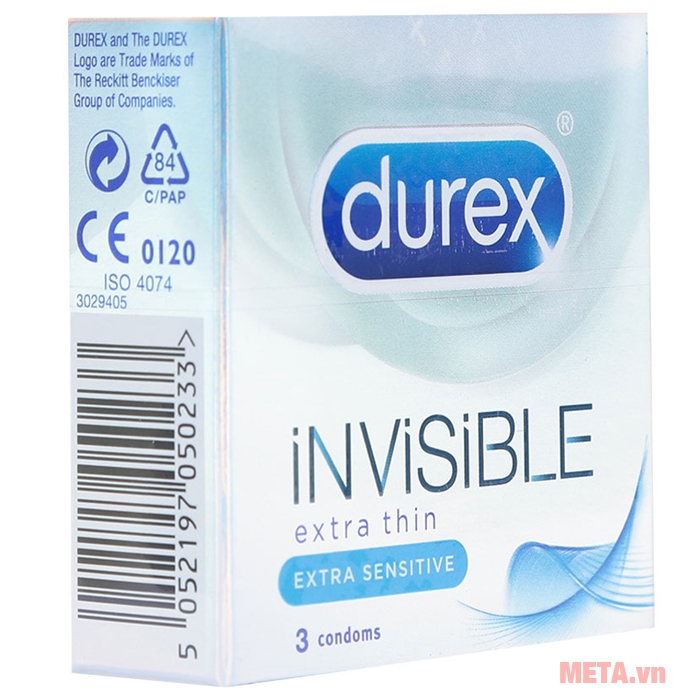 DUREX and The DUREX
Logo are Trade Marks of
The Reckitt Benckiser
Group of Companies.
84
C/PAP
CE 0120
ISO 4074
3029405
5 052197 050233 >
durex ®
iNViSiBLE
extra thin
EXTRA SENSITIVE
3 condoms
META.vn